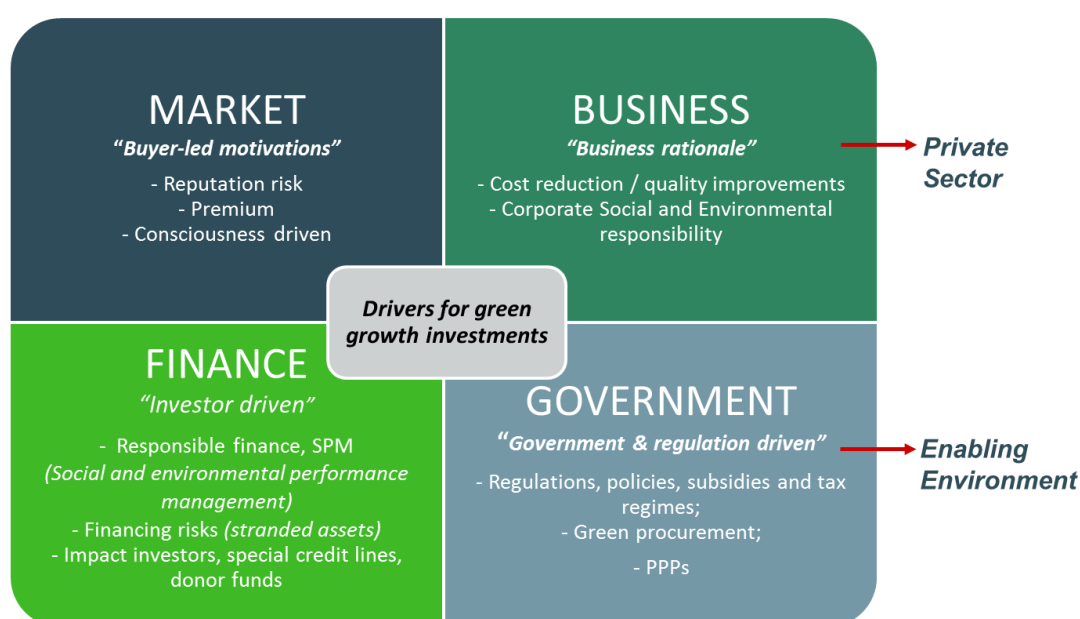 MARKET
“Buyer-led motivations”
- Reputation risk
- Premium
- Consciousness driven
BUSINESS
“Business rationale”
- Cost reduction / quality improvements
- Corporate Social and Environmental
responsibility
Private
Sector
Drivers for green
growth investments
FINANCE
“Investor driven”
- Responsible finance, SPM
(Social and environmental performance
management)
- Financing risks (stranded assets)
- Impact investors, special credit lines,
donor funds
GOVERNMENT
“Government & regulation driven”
- Regulations, policies, subsidies and tax
regimes;
- Green procurement;
- PPPs
Enabling
Environment